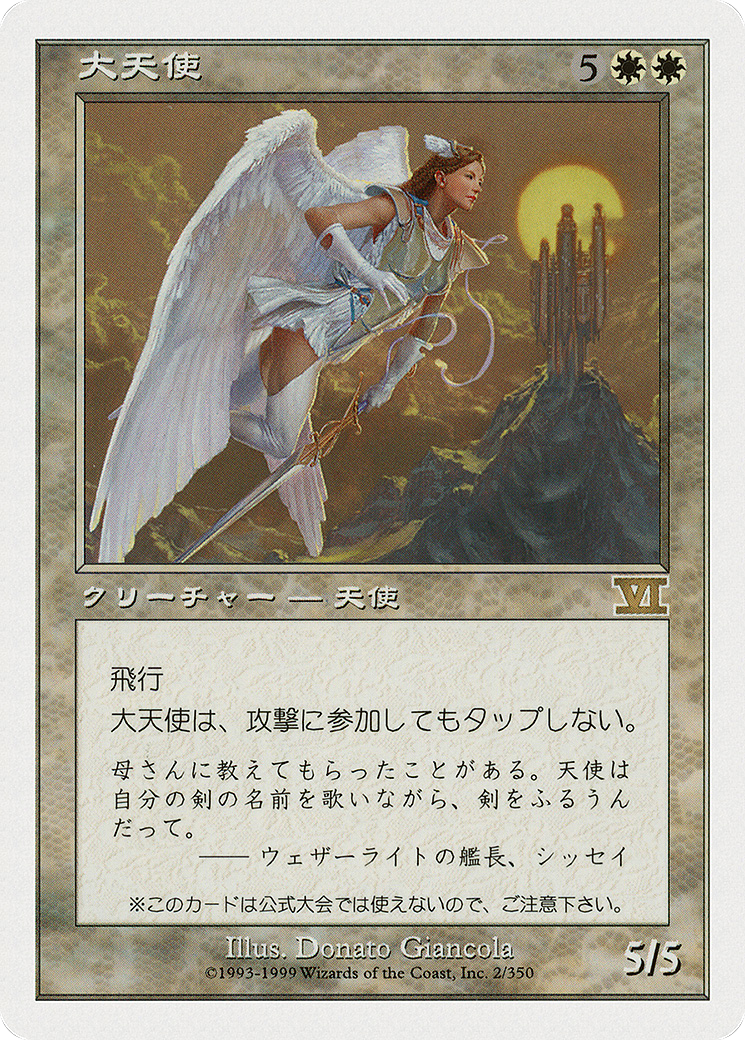 大天使 5
クリーチャー ― 天使 VI
飛行
大天使は、攻撃に参加してもタップしない。
母さんに教えてもらったことがある。天使は
自分の剣の名前を歌いながら、剣をふるうん
だって。
―― ウェザーライトの艦長、シッセイ
※このカードは公式大会では使えないので、ご注意下さい。
Illus. Donato Giancola
©1993-1999 Wizards of the Coast, Inc. 2/350
5/5